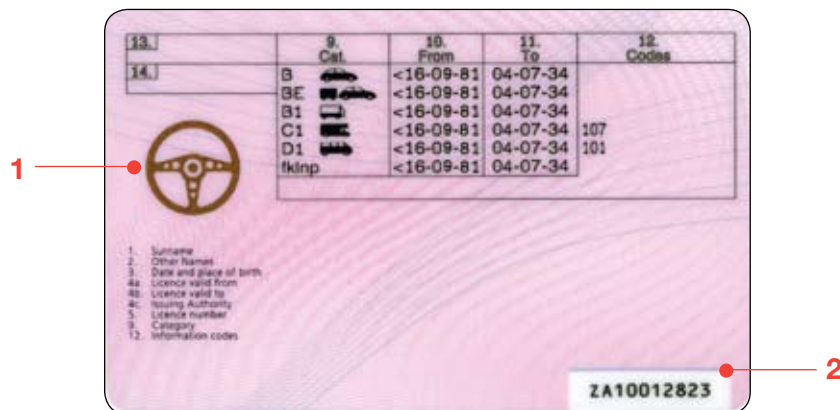 13.
9. Cat.
10. From
11. To
12. Codes
14.
B <16-09-81 04-07-34
BE <16-09-81 04-07-34
B1 <16-09-81 04-07-34
C1 <16-09-81 04-07-34 107
D1 <16-09-81 04-07-34 101
fklnp <16-09-81 04-07-34
1
1. Surname
2. Other Names
3. Date and place of birth
4a. Licence valid from
4b. Licence valid to
4c. Issuing Authority
5. Licence number
9. Category
12. Information codes
2
ZA10012823